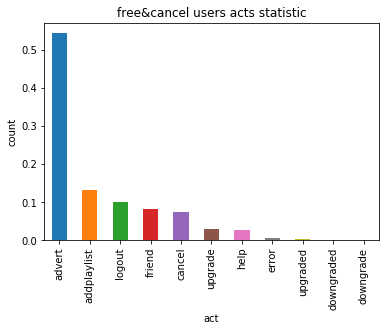 free&cancel users acts statistic
count
0.5
0.4
0.3
0.2
0.1
0.0
advert
addplaylist
logout
friend
cancel
upgrade
help
error
upgraded
downgraded
downgrade
act